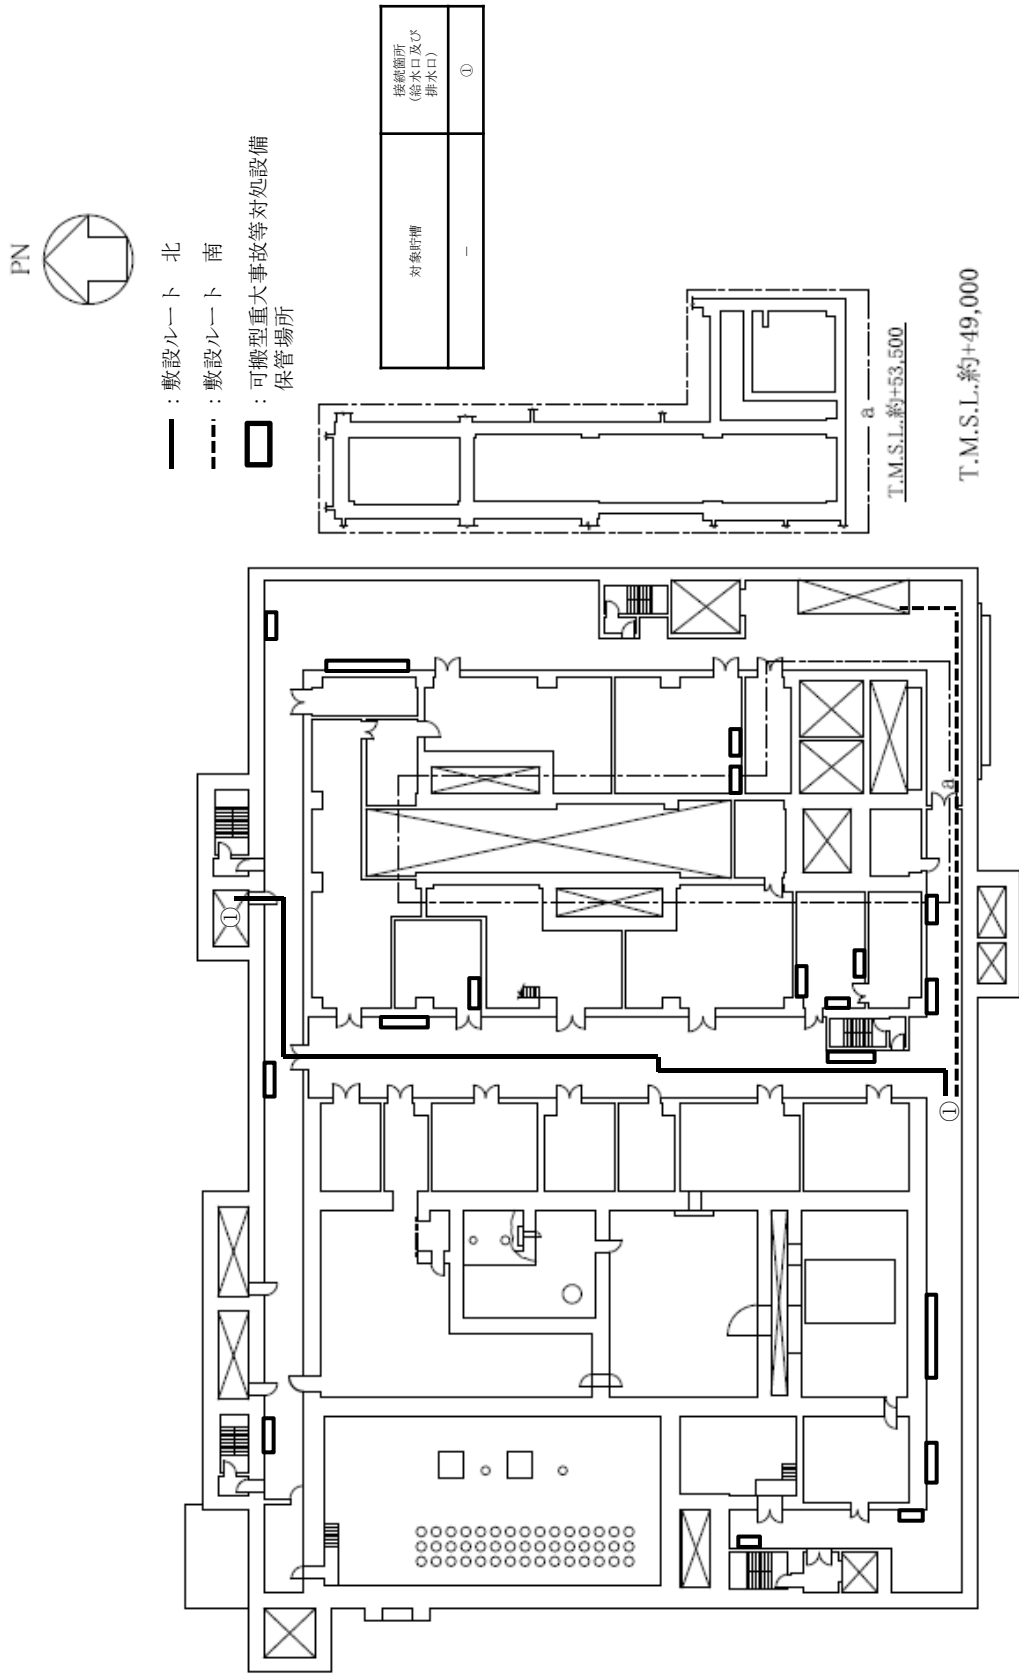 PN
：敷設ルート　北
：敷設ルート　南
：可搬型重大事故等対処設備
保管場所
対象貯槽
接続箇所
(給水口及び
排水口)
－
①
a
T.M.S.L.約+53,500
T.M.S.L.約+49,000
①
a
①